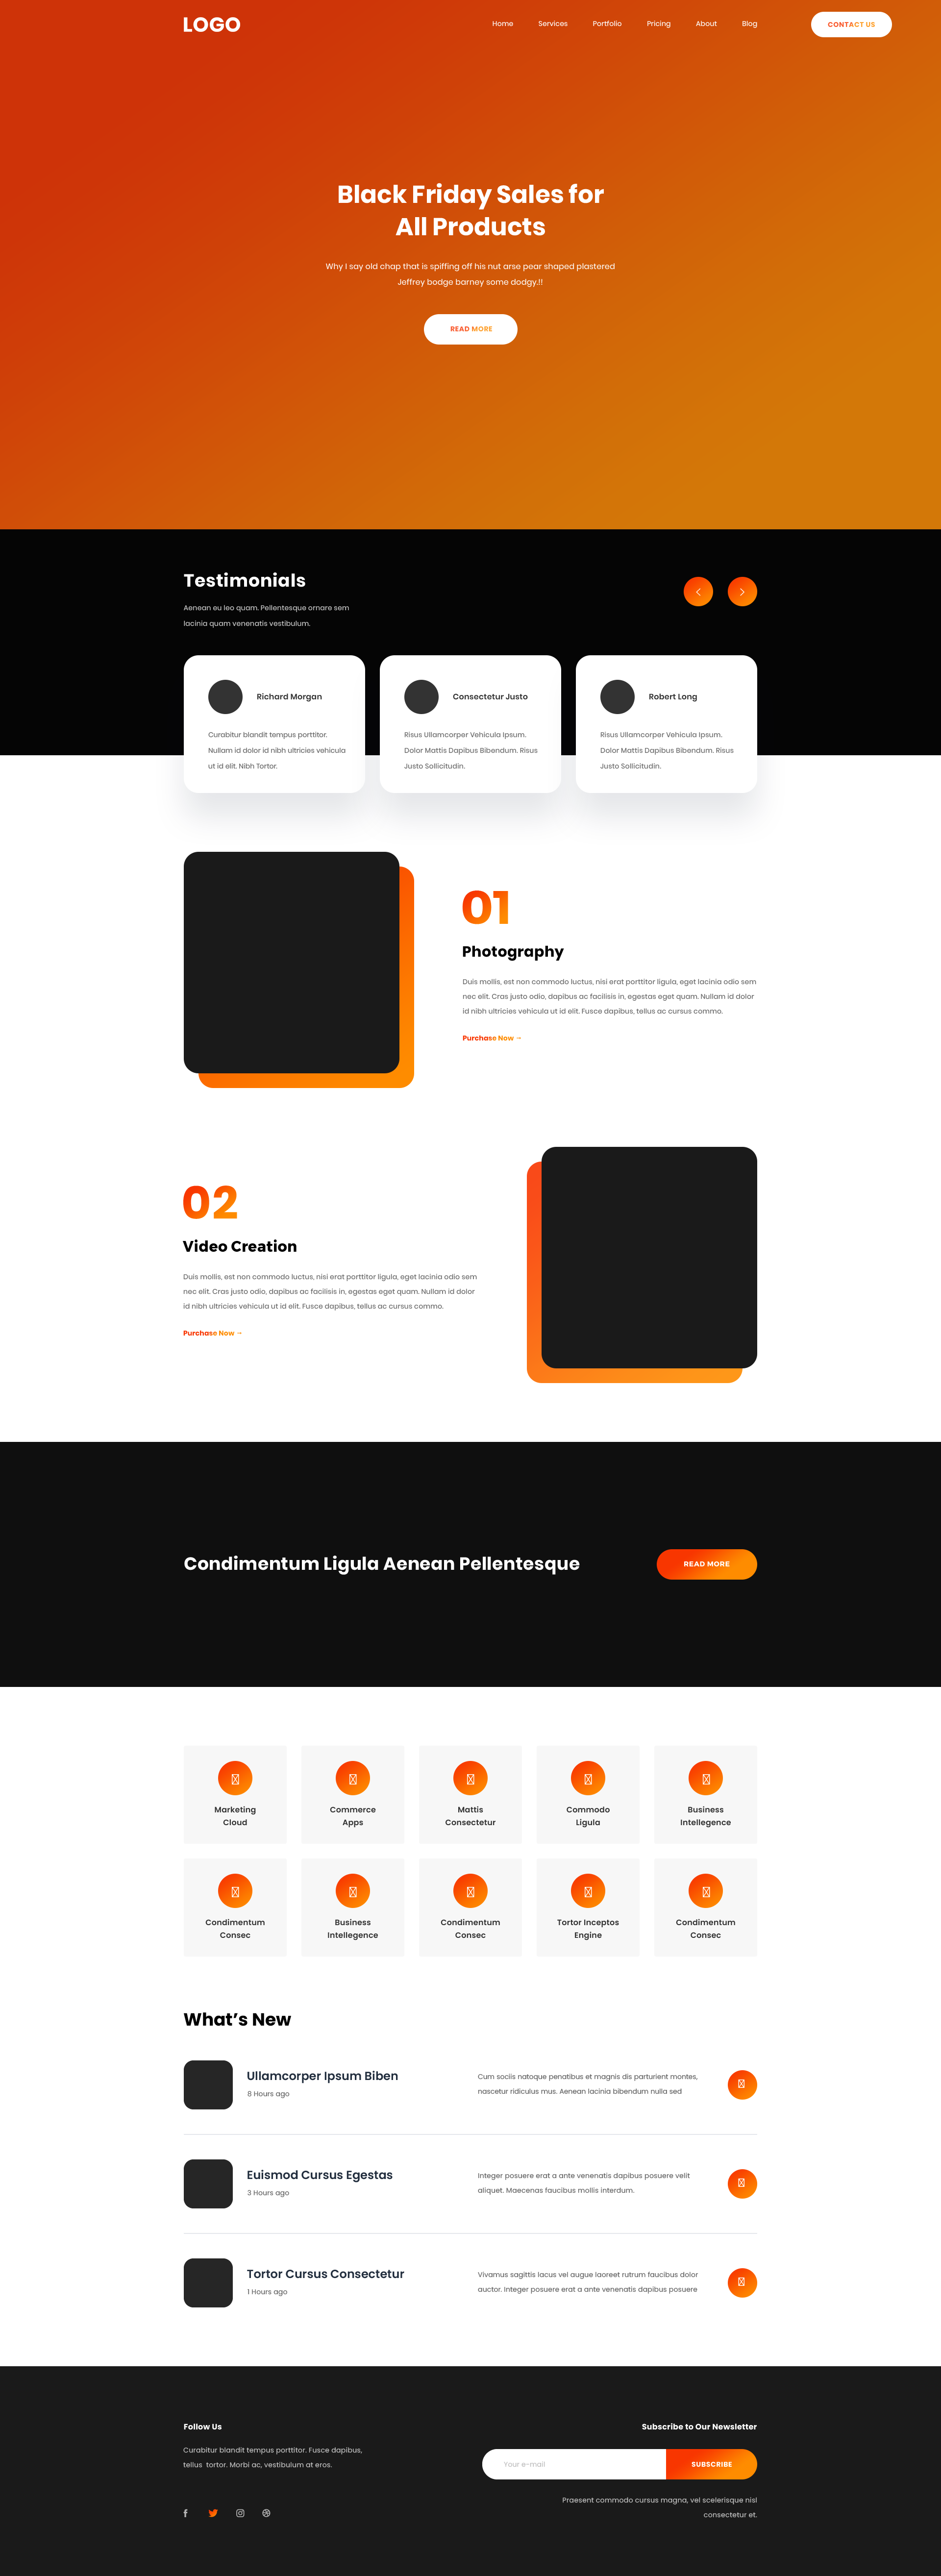 LOGO
Home Services Portfolio Pricing About Blog
CONTACT US
Black Friday Sales for
All Products
Why I say old chap that is spiffing off his nut arse pear shaped plastered
Jeffrey bodge barney some dodgy.!!
READ MORE
Testimonials
Aenean eu leo quam. Pellentesque ornare sem
lacinia quam venenatis vestibulum.
Richard Morgan
Curabitur blandit tempus porttitor.
Nullam id dolor id nibh ultricies vehicula
ut id elit. Nibh Tortor.
Consectetur Justo
Risus Ullamcorper Vehicula Ipsum.
Dolor Mattis Dapibus Bibendum. Risus
Justo Sollicitudin.
Robert Long
Risus Ullamcorper Vehicula Ipsum.
Dolor Mattis Dapibus Bibendum. Risus
Justo Sollicitudin.
01
Photography
Duis mollis, est non commodo luctus, nisi erat porttitor ligula, eget lacinia odio sem
nec elit. Cras justo odio, dapibus ac facilisis in, egestas eget quam. Nullam id dolor
id nibh ultricies vehicula ut id elit. Fusce dapibus, tellus ac cursus commo.
Purchase Now →
02
Video Creation
Duis mollis, est non commodo luctus, nisi erat porttitor ligula, eget lacinia odio sem
nec elit. Cras justo odio, dapibus ac facilisis in, egestas eget quam. Nullam id dolor
id nibh ultricies vehicula ut id elit. Fusce dapibus, tellus ac cursus commo.
Purchase Now →
Condimentum Ligula Aenean Pellentesque
READ MORE
Marketing
Cloud
Commerce
Apps
Mattis
Consectetur
Commodo
Ligula
Business
Intellegence
Condimentum
Consec
Business
Intellegence
Condimentum
Consec
Tortor Inceptos
Engine
Condimentum
Consec
What's New
Ullamcorper Ipsum Biben
8 Hours ago
Cum sociis natoque penatibus et magnis dis parturient montes,
nascetur ridiculus mus. Aenean lacinia bibendum nulla sed
Euismod Cursus Egestas
3 Hours ago
Integer posuere erat a ante venenatis dapibus posuere velit
aliquet. Maecenas faucibus mollis interdum.
Tortor Cursus Consectetur
1 Hours ago
Vivamus sagittis lacus vel augue laoreet rutrum faucibus dolor
auctor. Integer posuere erat a ante venenatis dapibus posuere
Follow Us
Curabitur blandit tempus porttitor. Fusce dapibus,
tellus tortor. Morbi ac, vestibulum at eros.
Subscribe to Our Newsletter
Your e-mail
SUBSCRIBE
Praesent commodo cursus magna, vel scelerisque nisl
consectetur et.